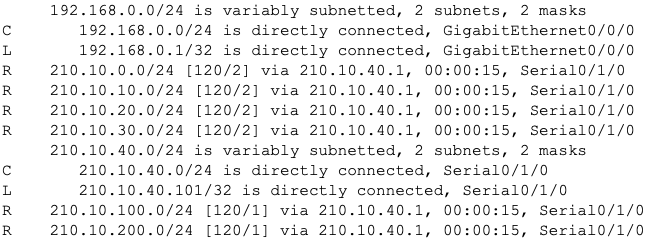 192.168.0.0/24 is variably subnetted, 2 subnets, 2 masks
C       192.168.0.0/24 is directly connected, GigabitEthernet0/0/0
L       192.168.0.1/32 is directly connected, GigabitEthernet0/0/0
R    210.10.0.0/24 [120/2] via 210.10.40.1, 00:00:15, Serial0/1/0
R    210.10.10.0/24 [120/2] via 210.10.40.1, 00:00:15, Serial0/1/0
R    210.10.20.0/24 [120/2] via 210.10.40.1, 00:00:15, Serial0/1/0
R    210.10.30.0/24 [120/2] via 210.10.40.1, 00:00:15, Serial0/1/0
     210.10.40.0/24 is variably subnetted, 2 subnets, 2 masks
C       210.10.40.0/24 is directly connected, Serial0/1/0
L       210.10.40.101/32 is directly connected, Serial0/1/0
R    210.10.100.0/24 [120/1] via 210.10.40.1, 00:00:15, Serial0/1/0
R    210.10.200.0/24 [120/1] via 210.10.40.1, 00:00:15, Serial0/1/0